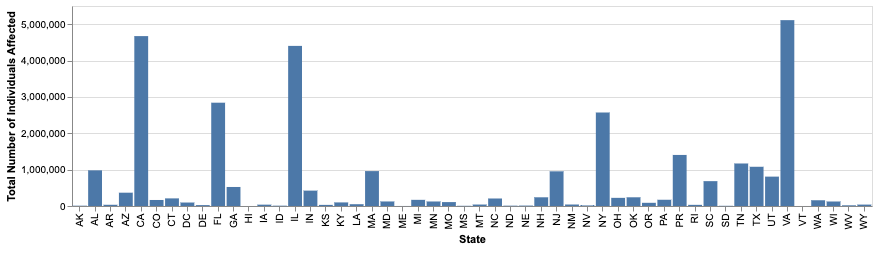 Total Number of Individuals Affected
5,000,000
4,000,000
3,000,000
2,000,000
1,000,000
0
AK AL AR AZ CA CO CT DC DE FL GA HI IA ID IL IN KS KY LA MA MD ME MI MN MO MS MT NC ND NE NH NJ NM NV NY OH OK OR PA PR RI SC SD TN TX UT VA VT WA WI WV WY
State